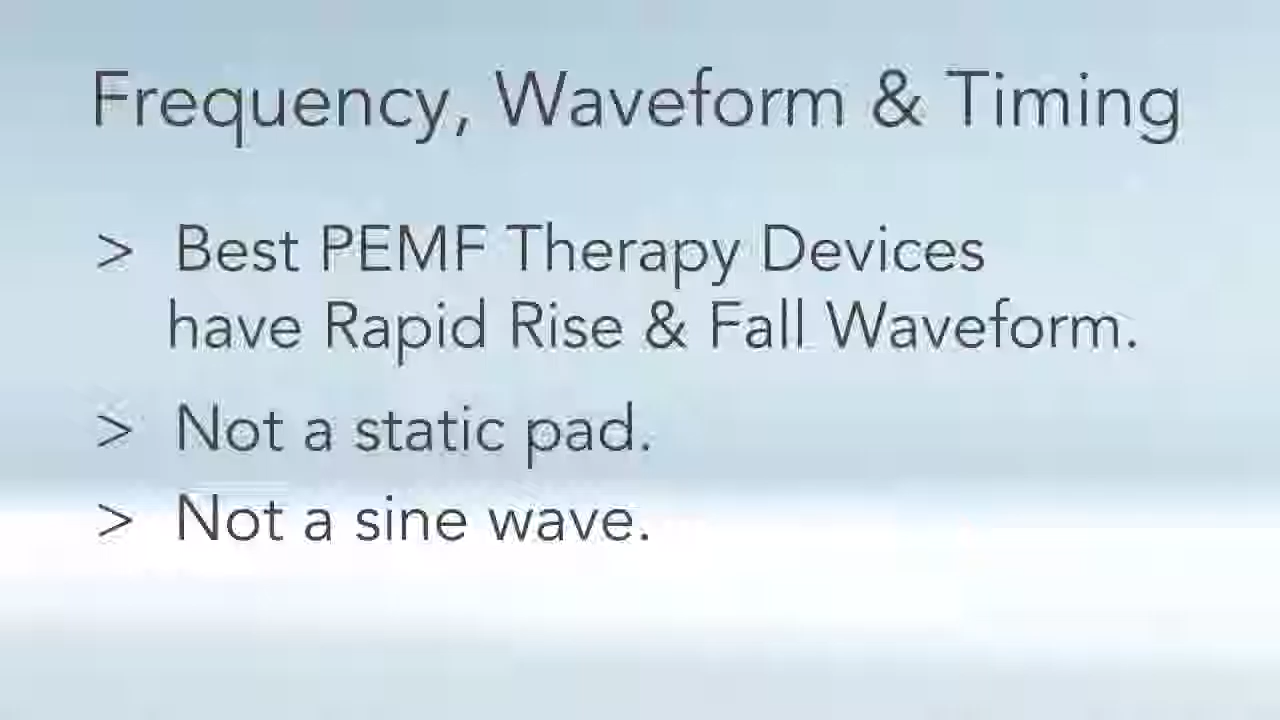 Frequency, Waveform & Timing
> Best PEMF Therapy Devices
have Rapid Rise & Fall Waveform.
> Not a static pad.
> Not a sine wave.